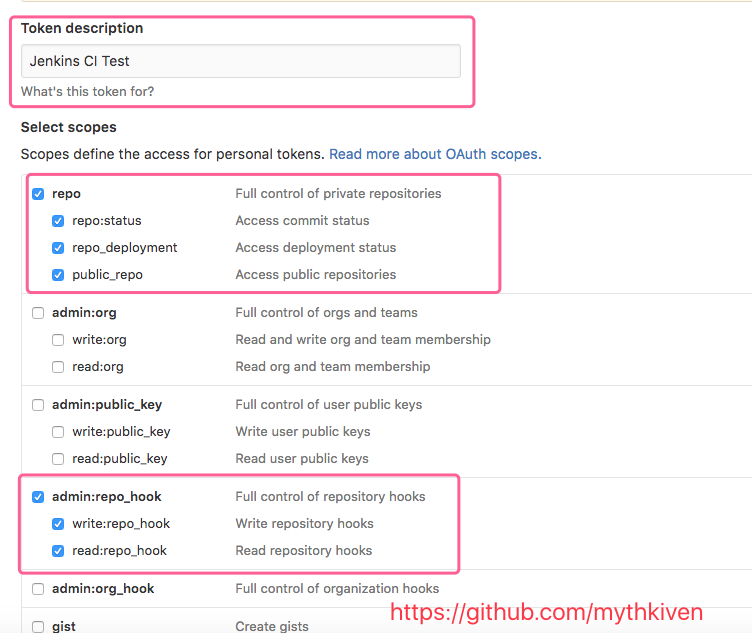 Token description
Jenkins CI Test
What's this token for?
Select scopes
Scopes define the access for personal tokens. Read more about OAuth scopes.
repo Full control of private repositories
repo:status Access commit status
repo_deployment Access deployment status
public_repo Access public repositories
admin:org Full control of orgs and teams
write:org Read and write org and team membership
read:org Read org and team membership
admin:public_key Full control of user public keys
write:public_key Write user public keys
read:public_key Read user public keys
admin:repo_hook Full control of repository hooks
write:repo_hook Write repository hooks
read:repo_hook Read repository hooks
admin:org_hook Full control of organization hooks
https://github.com/mythkiven
gist Create gists